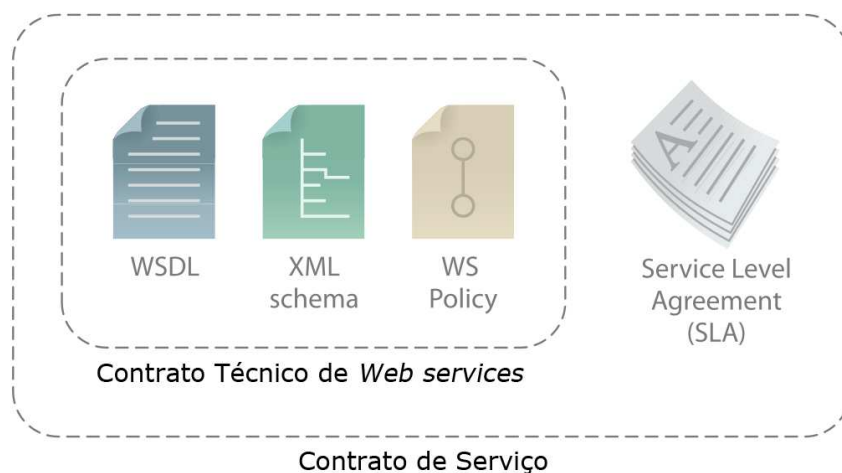 WSDL
XML
schema
WS
Policy
A
Service Level
Agreement
(SLA)
Contrato Técnico de Web services
Contrato de Serviço